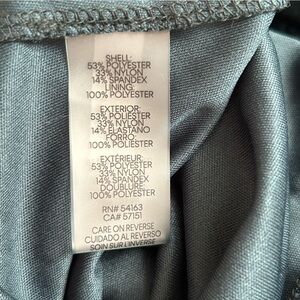 SHELL:
53% POLYESTER
33% NYLON
14% SPANDEX
LINING:
100% POLYESTER
EXTERIOR:
53% POLIÉSTER
33% NYLON
14% ELASTANO
FORRO:
100% POLIÉSTER
EXTÉRIEUR:
53% POLYESTER
33% NYLON
14% SPANDEX
DOUBLURE:
100% POLYESTER
RN# 54163
CA# 57151
CARE ON REVERSE
CUIDADO AL REVERSO
SOIN SUR L'INVERSE